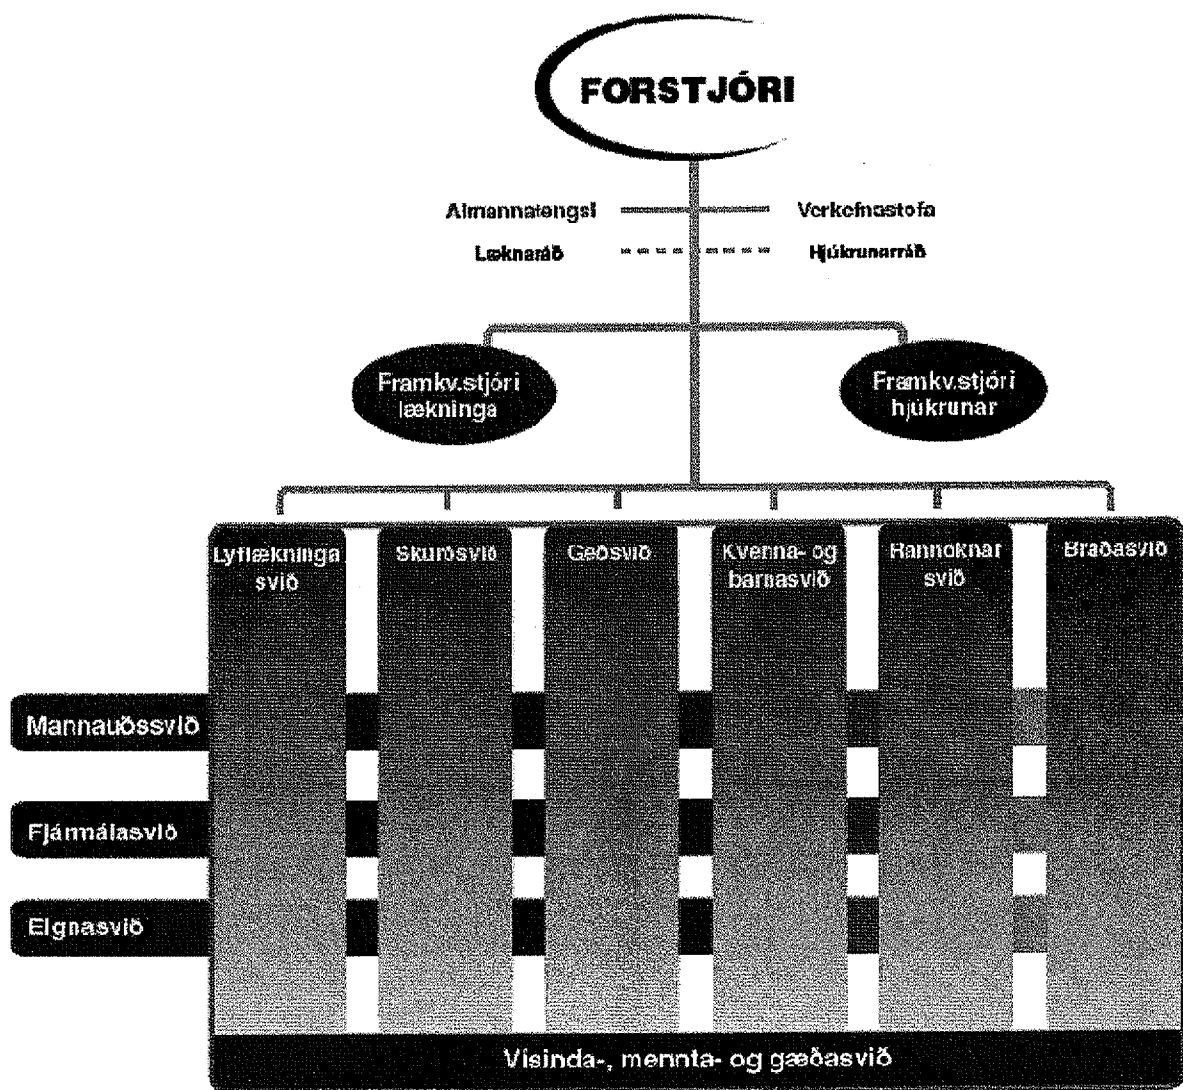 FORSTJÓRI
Almannatengsl
Verkefnastofa
Læknaráð
Hjúkrunarráð
Framkv.stjóri
lækninga
Framkv.stjóri
hjúkrunar
Lyflækninga
svið
Skurðsvið
Geðsvið
Kvenna- og
barnasvið
Rannsóknar
svið
Bráðasvið
Mannauðssvið
Fjármálasvið
Eignasvið
Vísinda-, mennta- og gæðasvið